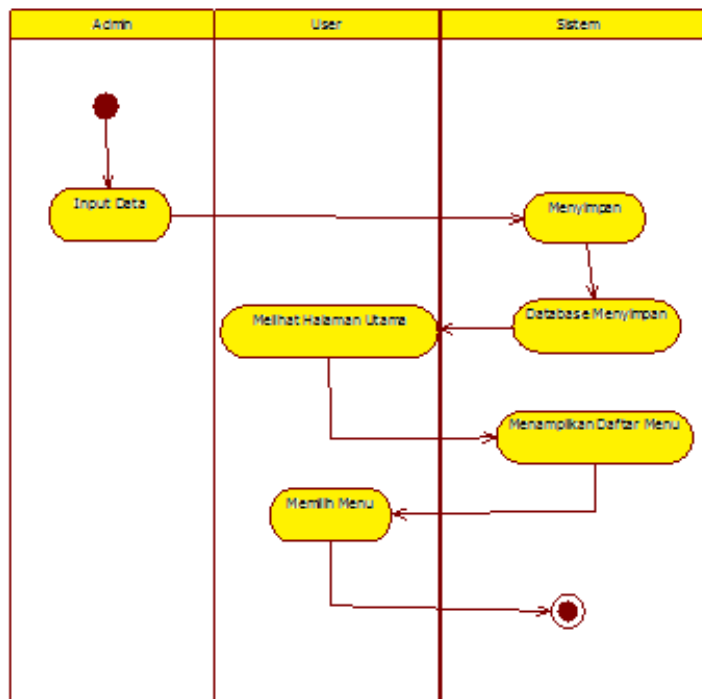 Admin
User
Sistem
Input Data
Menyimpan
Database Menyimpan
Melihat Halaman Utama
Menampilkan Daftar Menu
Memilih Menu